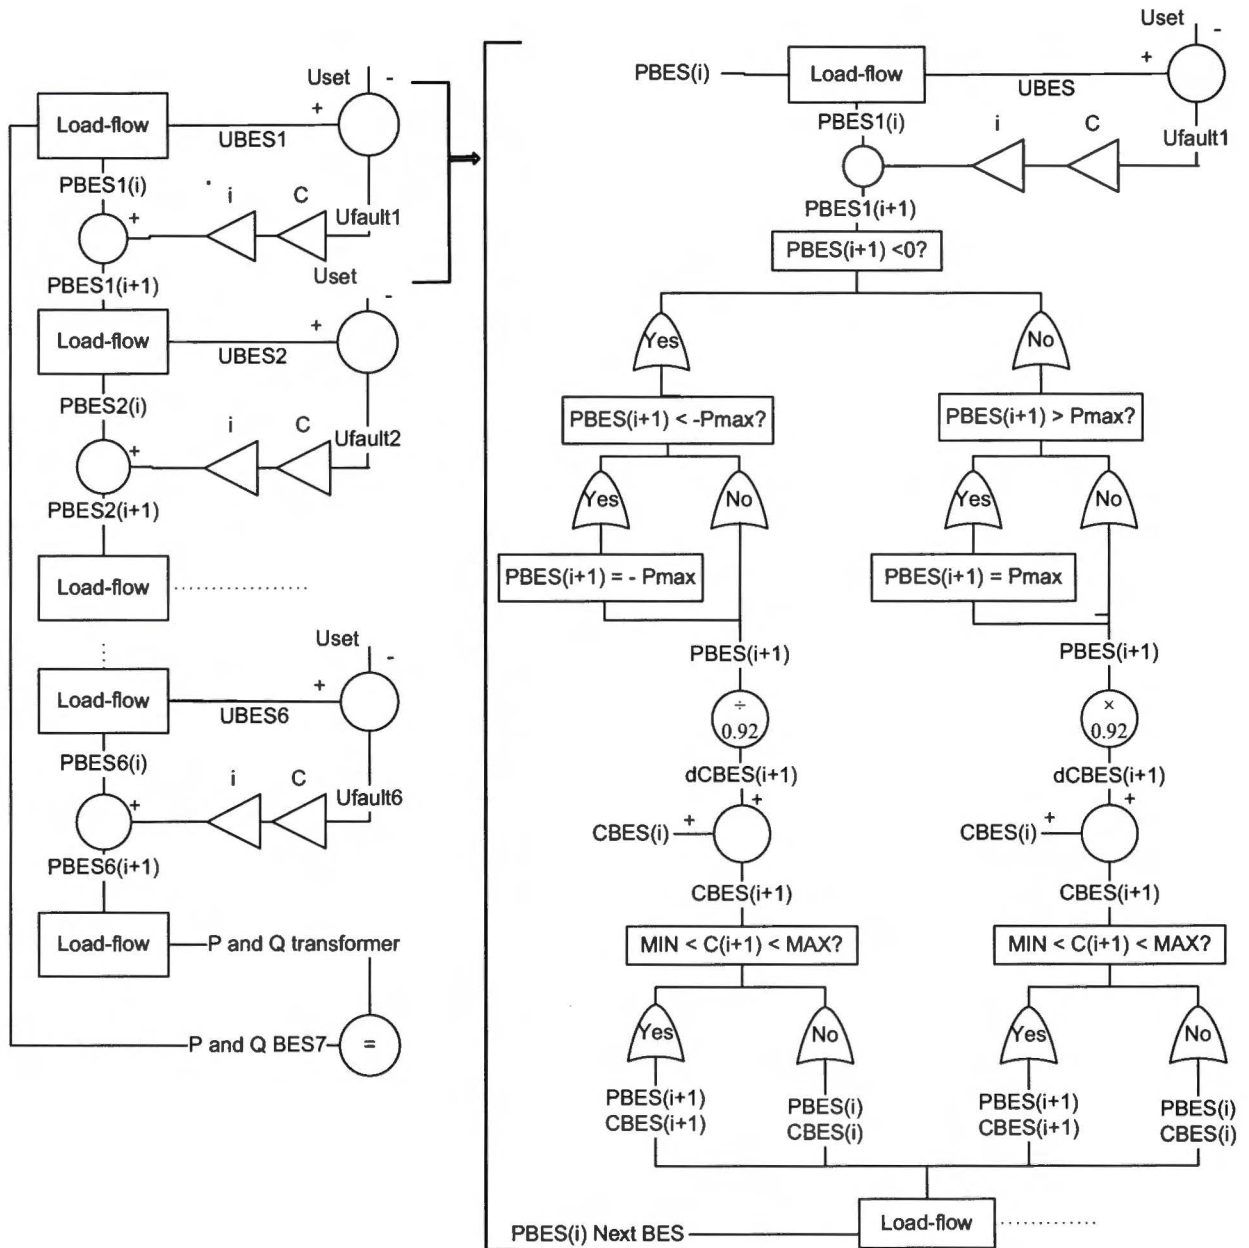 Uset
-
Load-flow
+
UBES1
PBES1(i)
i
C
Ufault1
+
PBES1(i+1)
Uset
-
Load-flow
+
UBES2
PBES2(i)
i
C
Ufault2
+
PBES2(i+1)
Load-flow
Uset
-
Load-flow
+
UBES6
PBES6(i)
i
C
Ufault6
+
PBES6(i+1)
Load-flow
P and Q transformer
P and Q BES7
=
Uset
-
PBES(i)
Load-flow
+
UBES
PBES1(i)
i
C
Ufault1
PBES1(i+1)
PBES(i+1) <0?
Yes
No
PBES(i+1) < -Pmax?
PBES(i+1) > Pmax?
Yes
No
Yes
No
PBES(i+1) = - Pmax
PBES(i+1) = Pmax
PBES(i+1)
PBES(i+1)
÷
0.92
×
0.92
dCBES(i+1)
dCBES(i+1)
+
+
CBES(i)
+
CBES(i)
+
CBES(i+1)
CBES(i+1)
MIN < C(i+1) < MAX?
MIN < C(i+1) < MAX?
Yes
No
Yes
No
PBES(i+1)
CBES(i+1)
PBES(i)
CBES(i)
PBES(i+1)
CBES(i+1)
PBES(i)
CBES(i)
PBES(i) Next BES
Load-flow